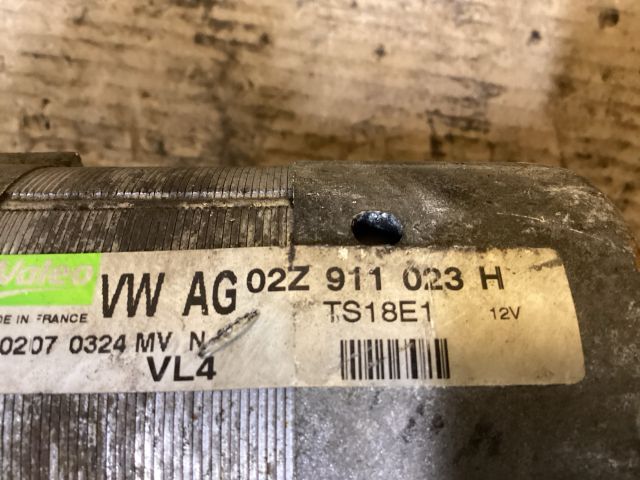 Valeo VW AG 02Z 911 023 H
DE IN FRANCE TS18E1 12V
0207 0324 MV N
VL4